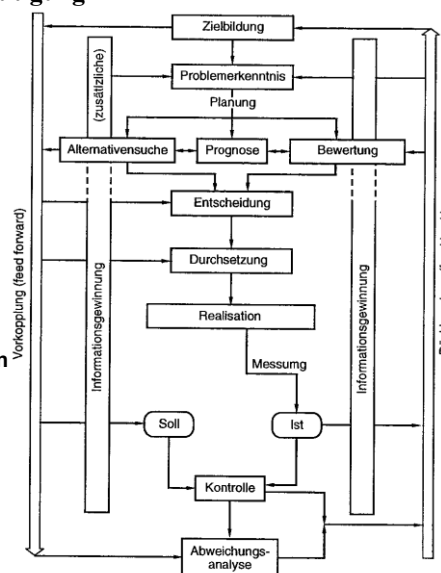 Zielbildung
Problemerkenntnis
(zusätzliche)
Planung
Alternativensuche
Prognose
Bewertung
Entscheidung
Durchsetzung
Realisation
Messumg
Vorkopplung (feed forward)
Informationsgewinnung
Informationsgewinnung
Soll
Ist
Kontrolle
Abweichungs-
analyse